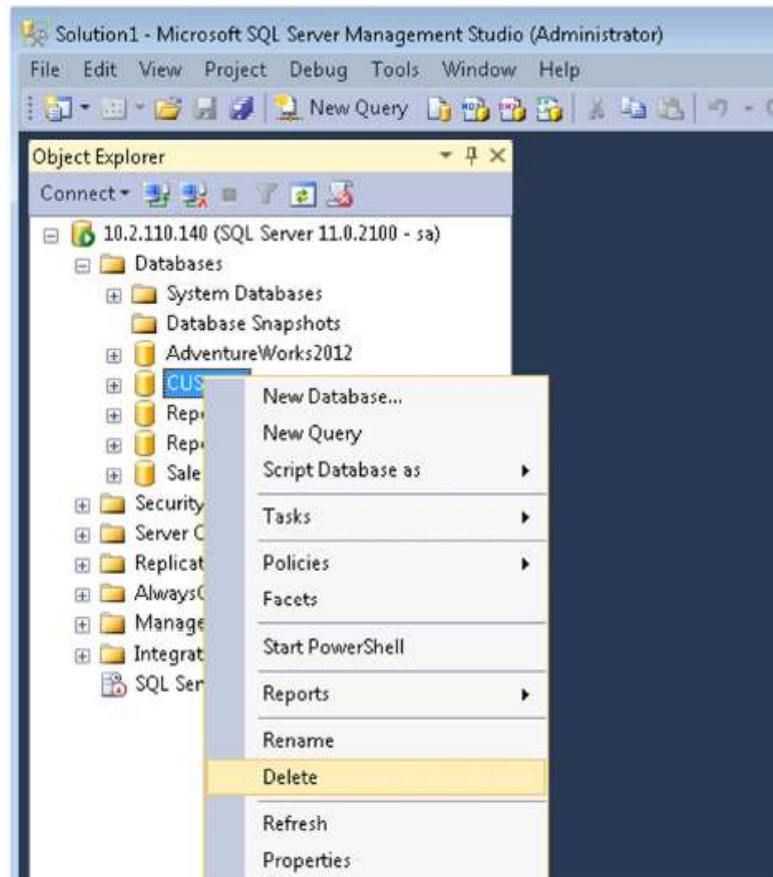 Solution1 - Microsoft SQL Server Management Studio (Administrator)
File Edit View Project Debug Tools Window Help
New Query
Object Explorer
Connect
10.2.110.140 (SQL Server 11.0.2100 - sa)
Databases
System Databases
Database Snapshots
AdventureWorks2012
CUS
Rep
Rep
Sale
Security
Server
Replicat
Always
Manage
Integrat
SQL Ser
New Database...
New Query
Script Database as
Tasks
Policies
Facets
Start PowerShell
Reports
Rename
Delete
Refresh
Properties